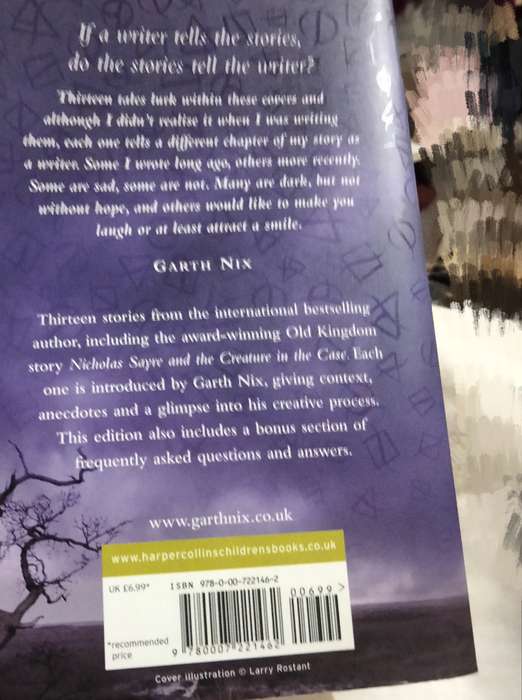 If a writer tells the stories,
do the stories tell the writer?
Thirteen tales lurk within these covers and
although I didn't realise it when I was writing
them, each one tells a different chapter of my story as
a writer. Some I wrote long ago, others more recently.
Some are sad, some are not. Many are dark, but not
without hope, and others would like to make you
laugh or at least attract a smile.
GARTH NIX
Thirteen stories from the international bestselling
author, including the award-winning Old Kingdom
story Nicholas Sayre and the Creature in the Case. Each
one is introduced by Garth Nix, giving context,
anecdotes and a glimpse into his creative process.
This edition also includes a bonus section of
frequently asked questions and answers.
www.garthnix.co.uk
www.harpercollinschildrensbooks.co.uk
UK £6.99*
ISBN 978-0-00-722146-2
00699>
*recommended
price
9 780007 221462
Cover illustration © Larry Rostant